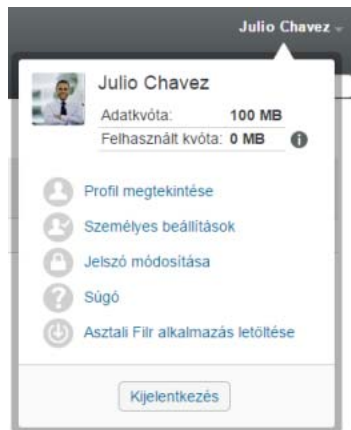 Julio Chavez
Julio Chavez
Adatkvóta: 100 MB
Felhasznált kvóta: 0 MB
Profil megtekintése
Személyes beállítások
Jelszó módosítása
Súgó
Asztali Filr alkalmazás letöltése
Kijelentkezés